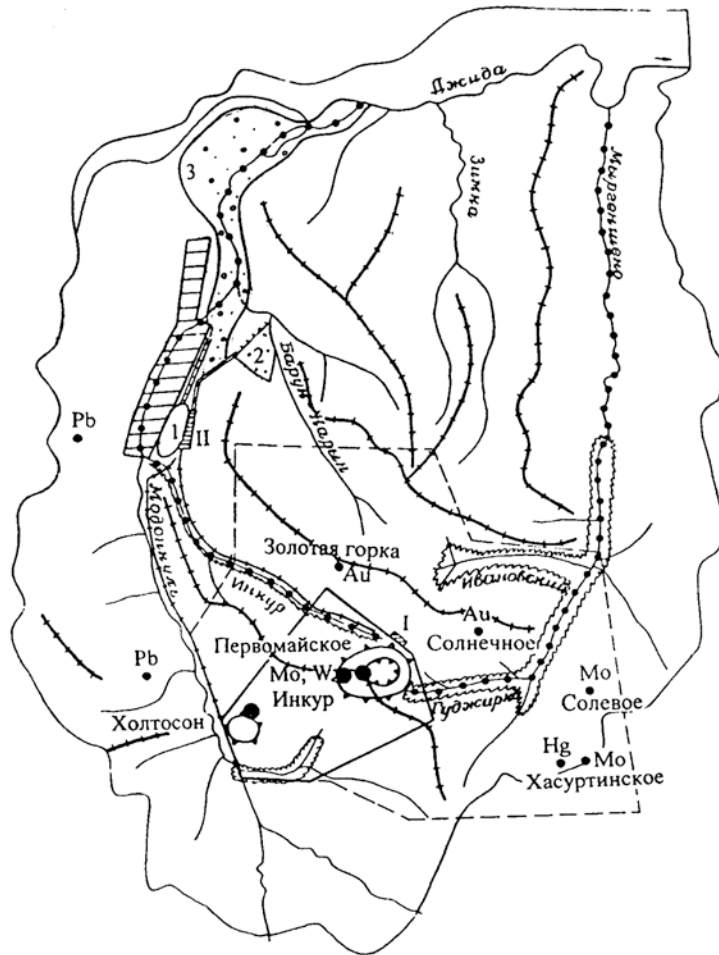 Джида
Зимка
Мыргеншено
3
2
Барун Нарын
Pb
1
II
Модонкуль
Золотая горка
Au
Ивановский
Инкур
I
Au
Первомайское
Солнечное
Pb
Mo, W
Инкур
Mo
Солевое
Гуджирка
Холтосон
Hg
Mo
Хасуртинское